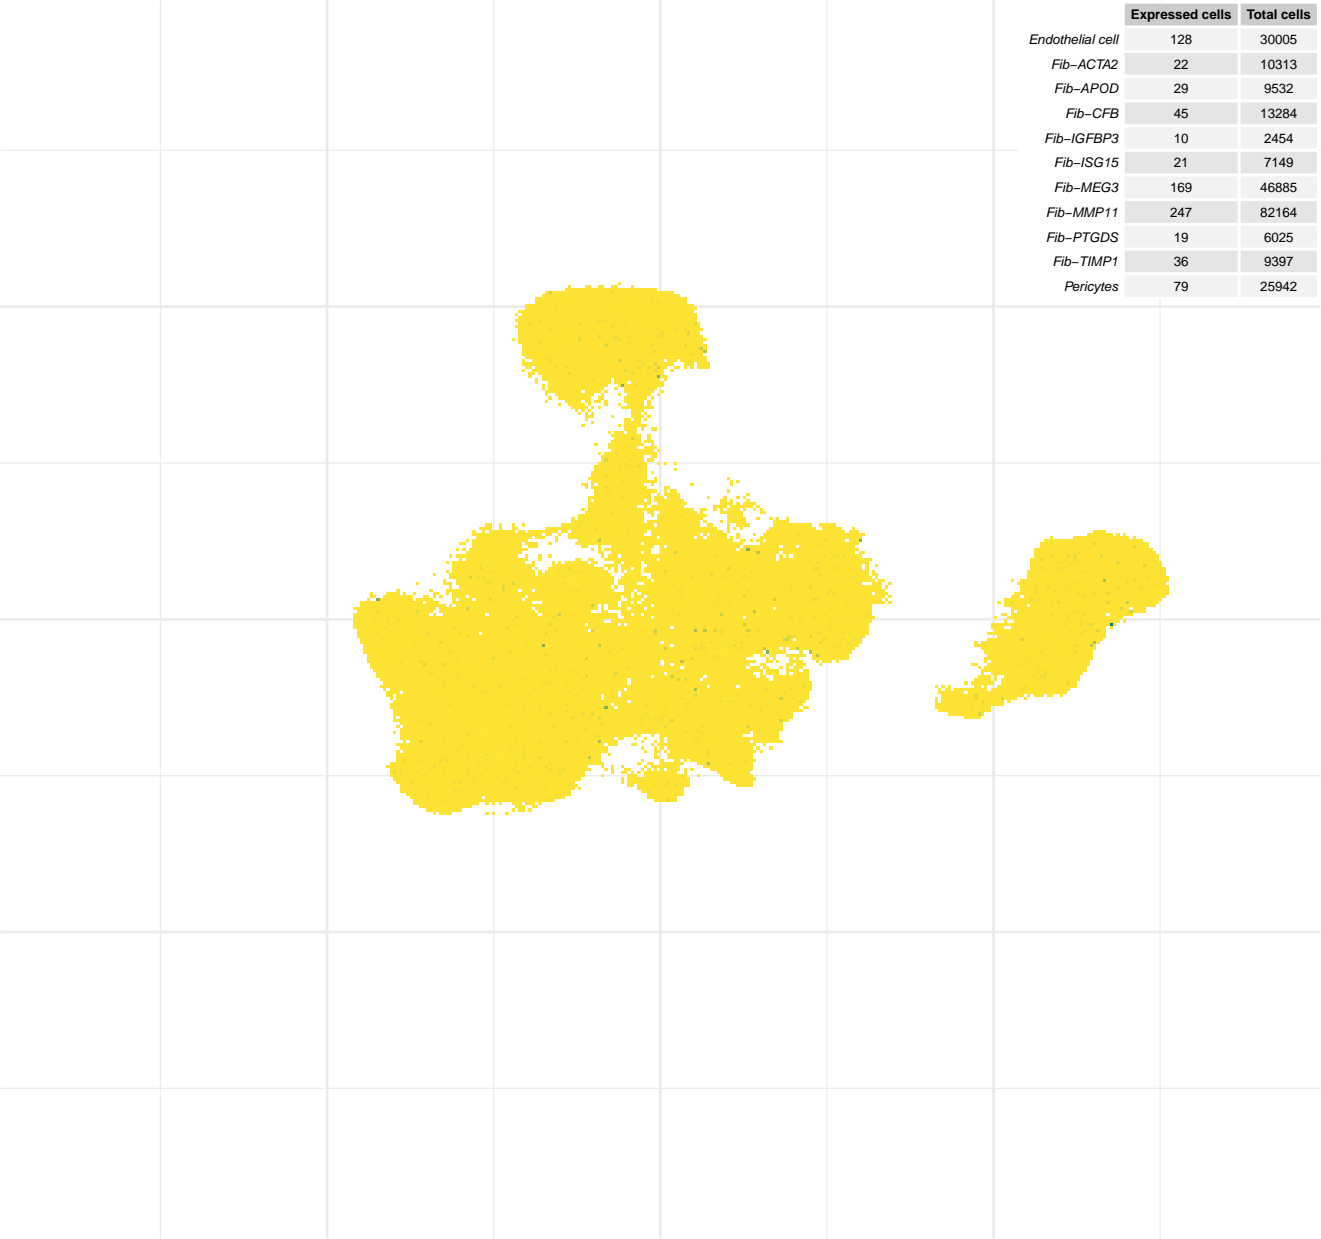 Expressed cells Total cells
Endothelial cell 128 30005
Fib−ACTA2 22 10313
Fib−APOD 29 9532
Fib−CFB 45 13284
Fib−IGFBP3 10 2454
Fib−ISG15 21 7149
Fib−MEG3 169 46885
Fib−MMP11 247 82164
Fib−PTGDS 19 6025
Fib−TIMP1 36 9397
Pericytes 79 25942